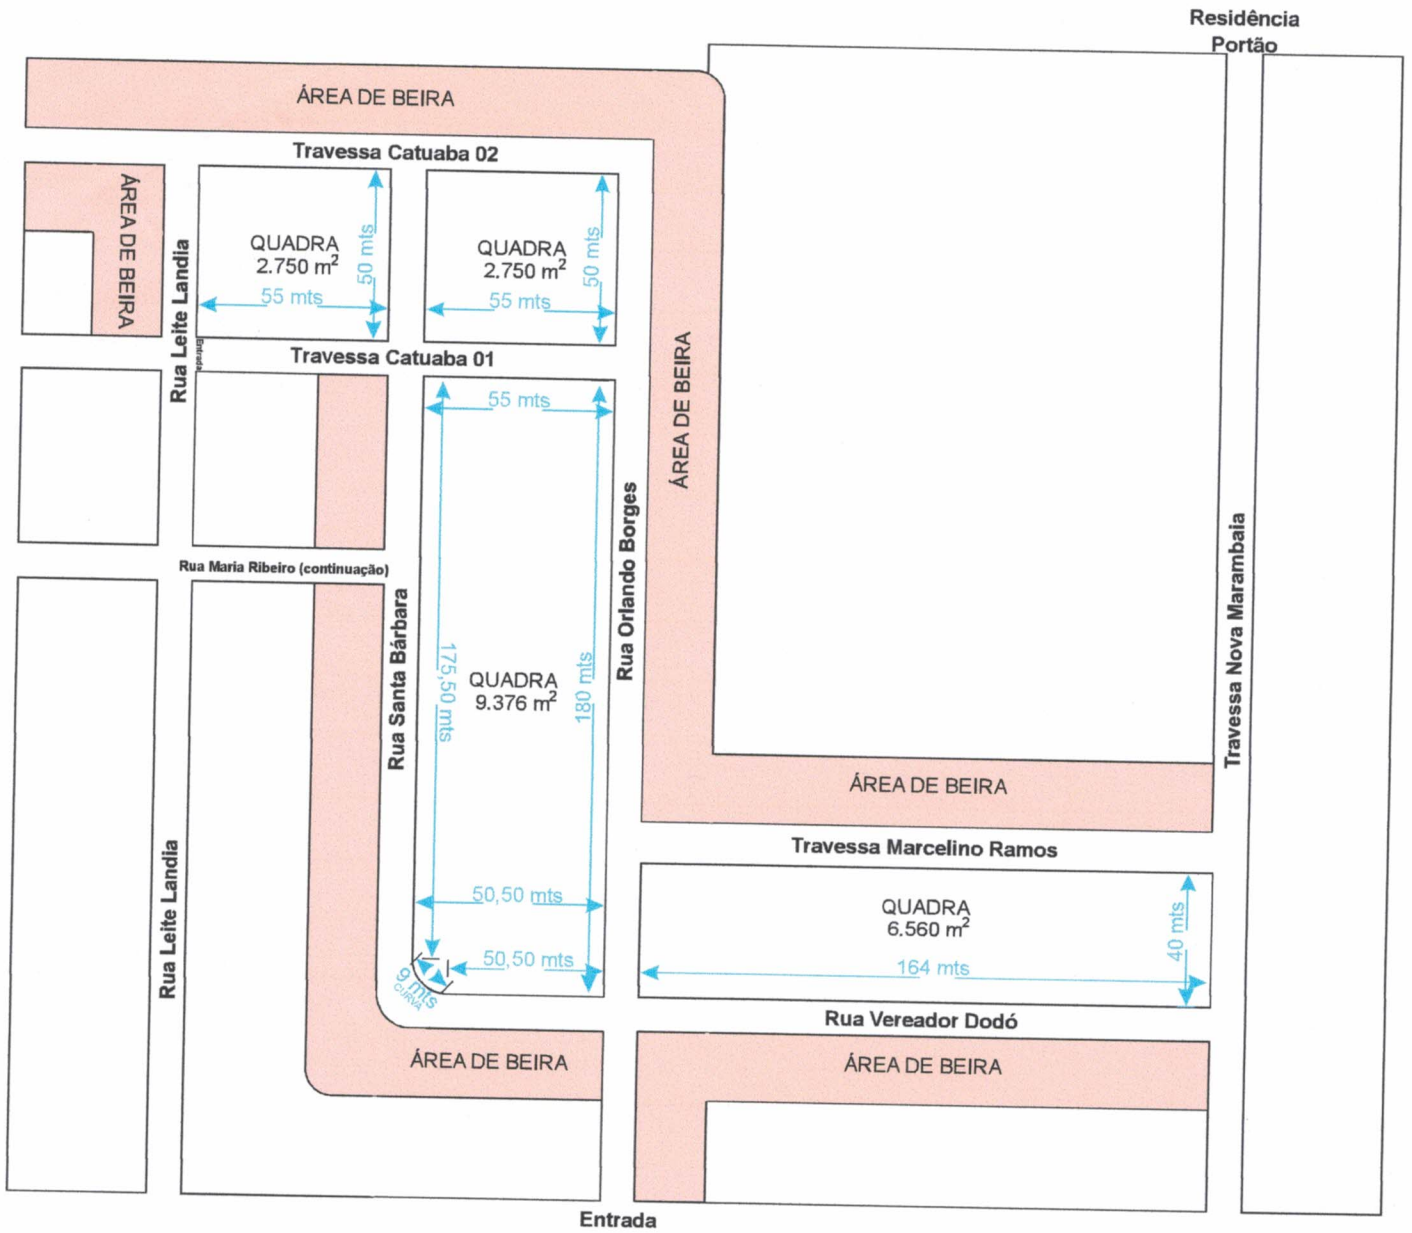 Residência
Portão
ÁREA DE BEIRA
Travessa Catuaba 02
ÁREA DE BEIRA
Rua Leite Landia
QUADRA
2.750 m²
50 mts
55 mts
QUADRA
2.750 m²
50 mts
55 mts
Entrada
Travessa Catuaba 01
55 mts
ÁREA DE BEIRA
Rua Maria Ribeiro (continuação)
Rua Santa Bárbara
175,50 mts
QUADRA
9.376 m²
180 mts
Rua Orlando Borges
Travessa Nova Marambaia
ÁREA DE BEIRA
Travessa Marcelino Ramos
Rua Leite Landia
50,50 mts
50,50 mts
9 mts
CURVA
QUADRA
6.560 m²
40 mts
164 mts
Rua Vereador Dodó
ÁREA DE BEIRA
ÁREA DE BEIRA
Entrada